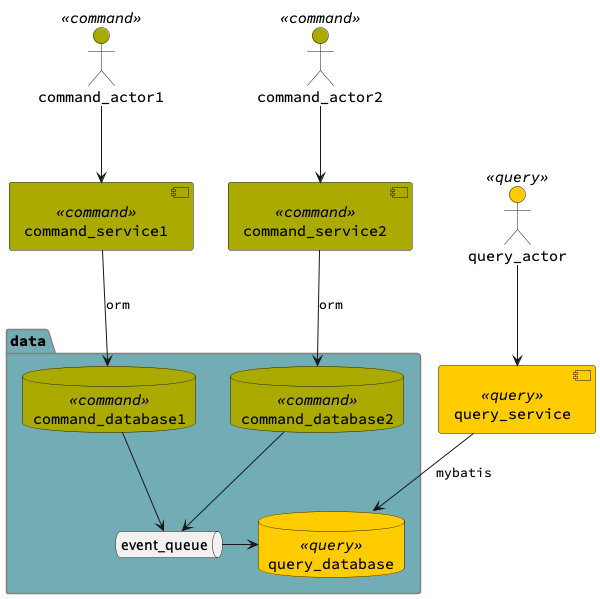 «command»
command_actor1
«command»
command_actor2
«command»
command_service1
«command»
command_service2
«query»
query_actor
orm
orm
data
«command»
command_database1
«command»
command_database2
«query»
query_service
mybatis
event_queue
«query»
query_database